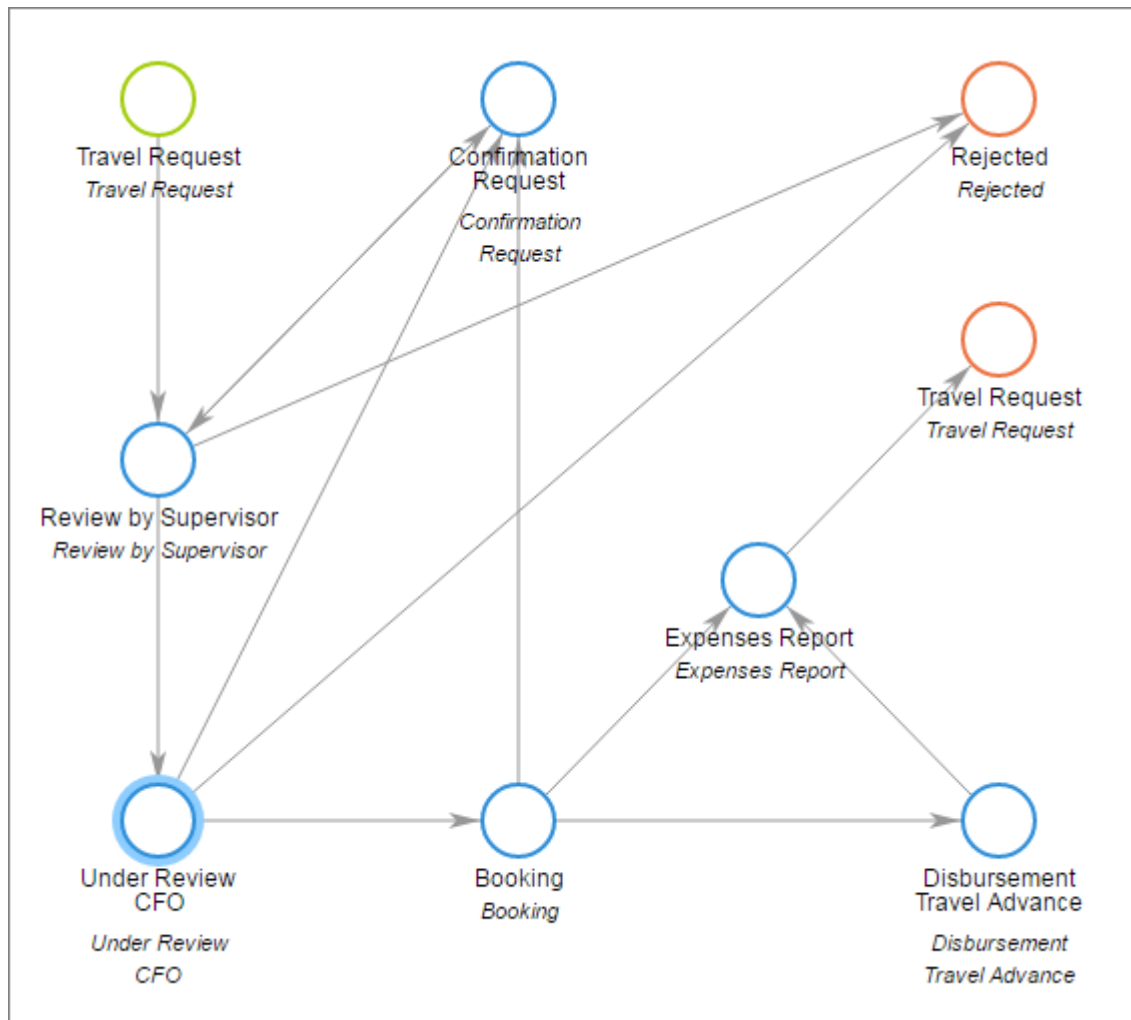 Travel Request
Travel Request
Confirmation
Request
Confirmation
Request
Rejected
Rejected
Travel Request
Travel Request
Review by Supervisor
Review by Supervisor
Expenses Report
Expenses Report
Under Review
CFO
Under Review
CFO
Booking
Booking
Disbursement
Travel Advance
Disbursement
Travel Advance